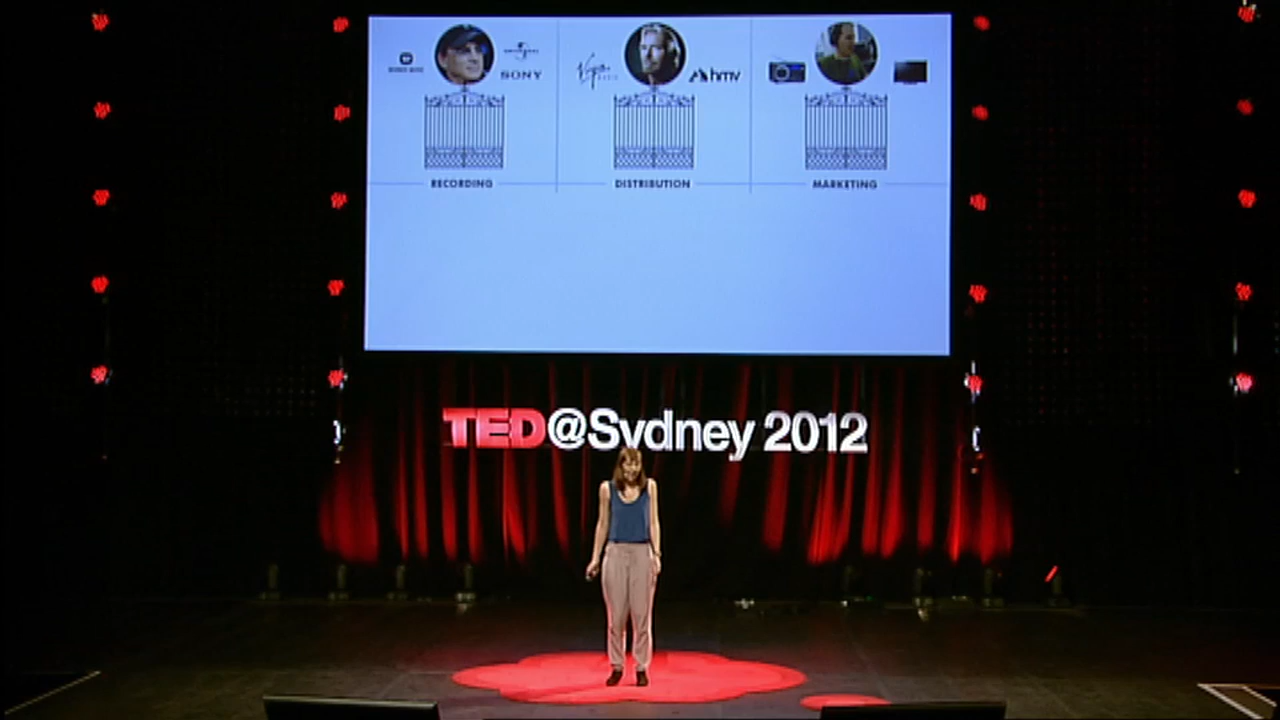 SONY
hmv
RECORDING
DISTRIBUTION
MARKETING
TED@Sydney 2012